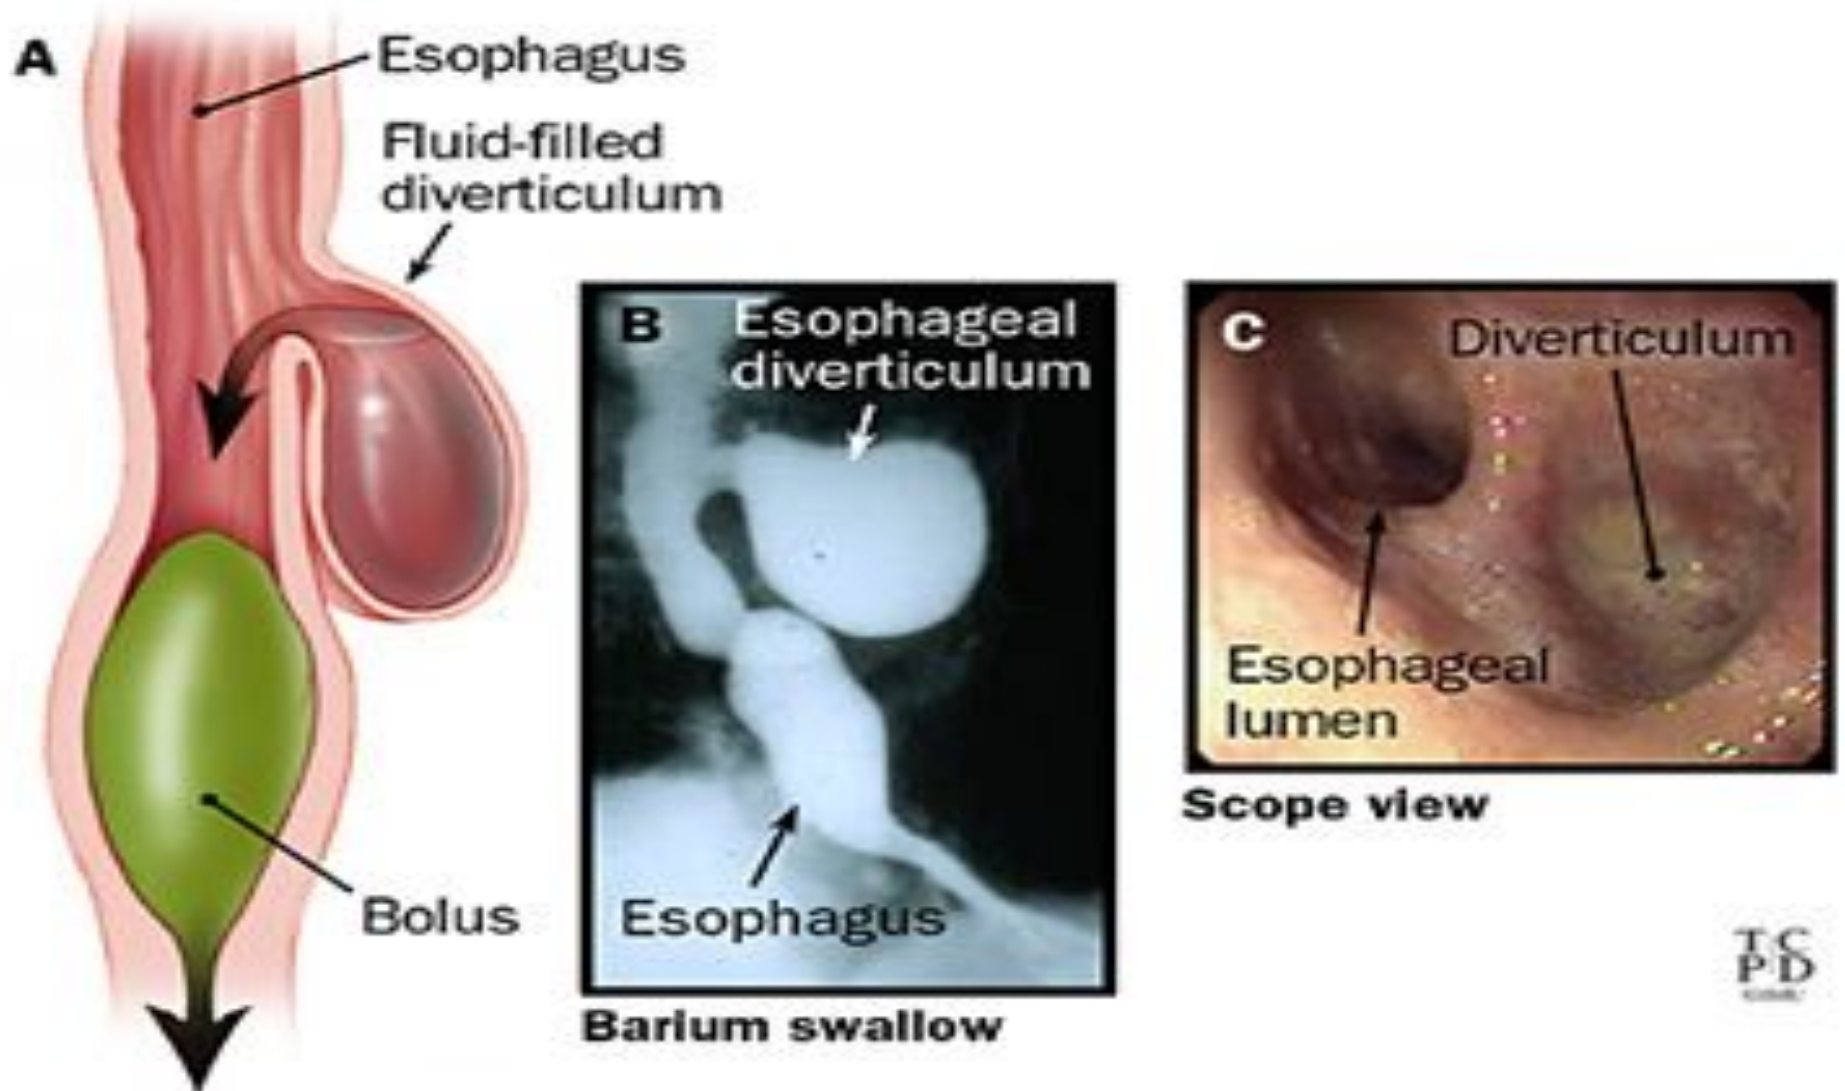 A
Esophagus
Fluid-filled
diverticulum
Bolus
B
Esophageal
diverticulum
Esophagus
Barium swallow
C
Diverticulum
Esophageal
lumen
Scope view
T C
P D